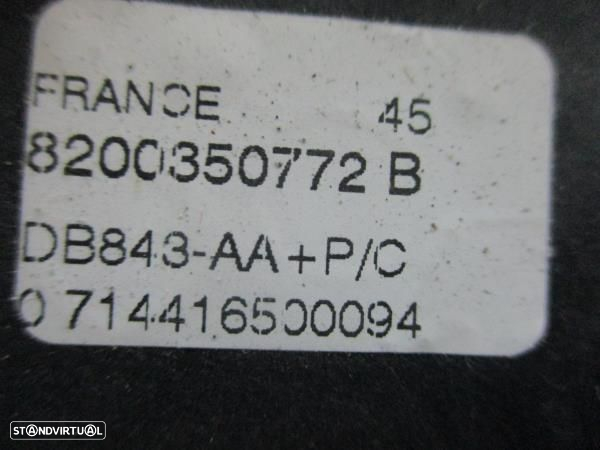 FRANCE 45
8200350772 B
DB843-AA+P/C
0 714416500094
STANDVIRTUAL